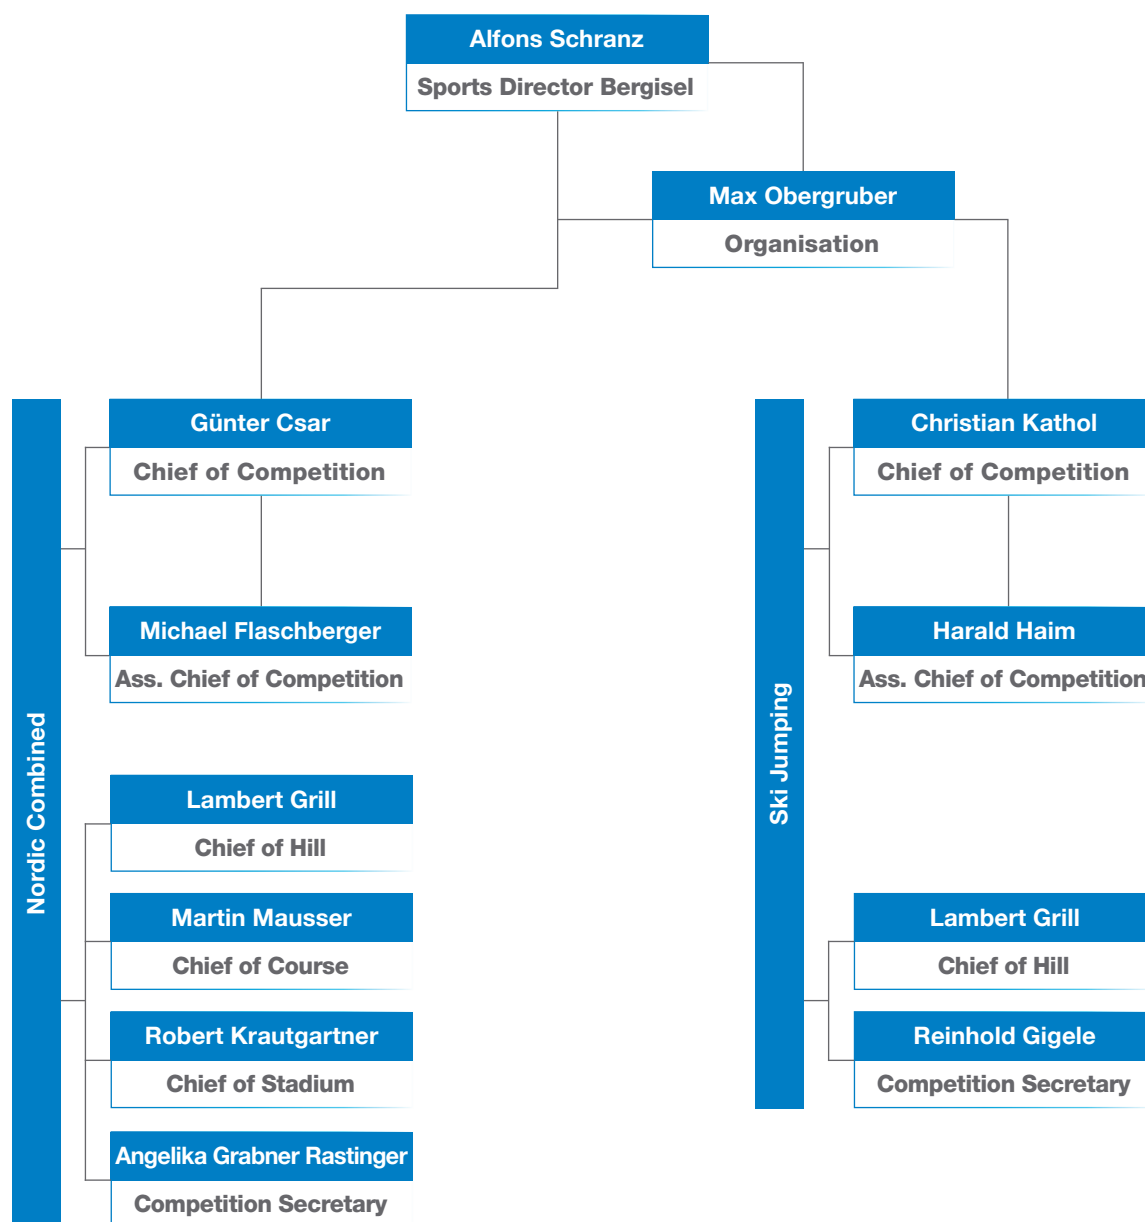 Alfons Schranz
Sports Director Bergisel
Max Obergruber
Organisation
Nordic Combined
Günter Csar
Chief of Competition
Michael Flaschberger
Ass. Chief of Competition
Lambert Grill
Chief of Hill
Martin Mausser
Chief of Course
Robert Krautgartner
Chief of Stadium
Angelika Grabner Rastinger
Competition Secretary
Ski Jumping
Christian Kathol
Chief of Competition
Harald Haim
Ass. Chief of Competition
Lambert Grill
Chief of Hill
Reinhold Gigele
Competition Secretary